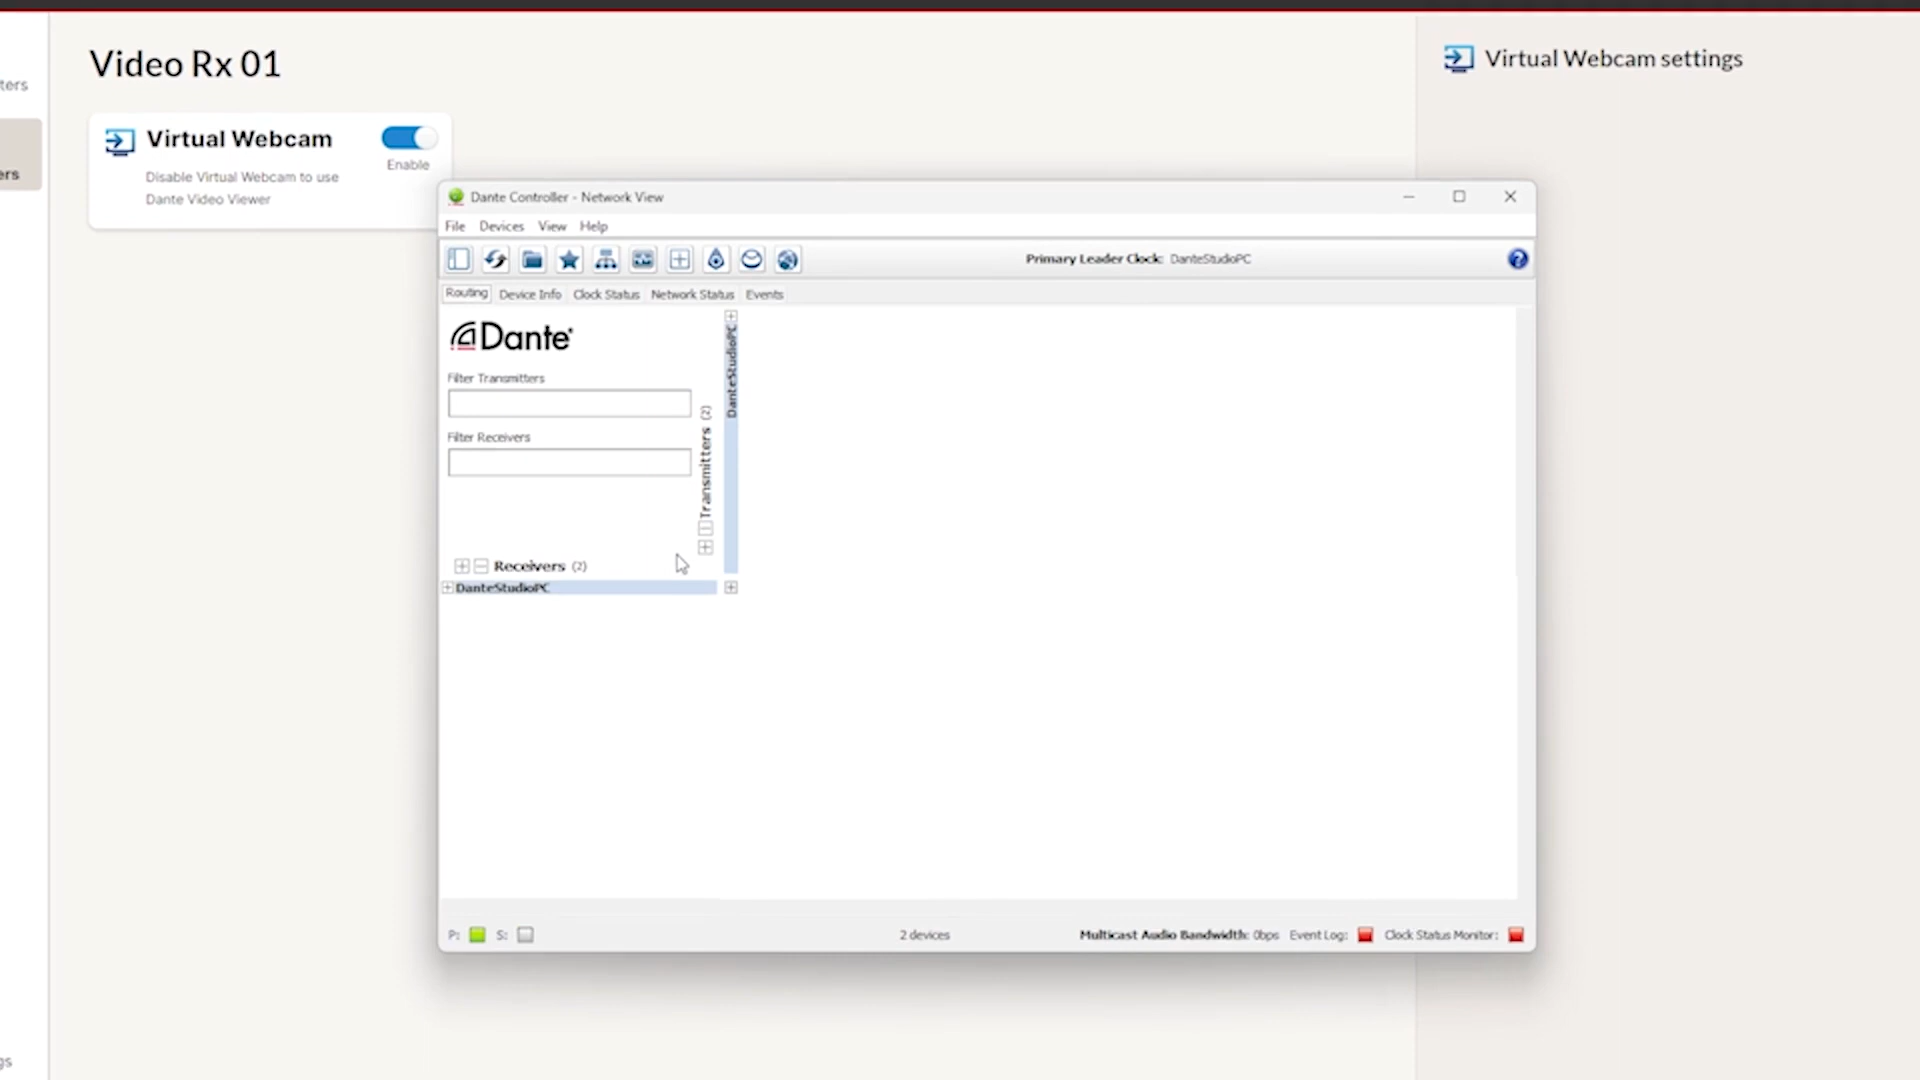 Video Rx 01
Virtual Webcam settings
ters
Virtual Webcam
Enable
Disable Virtual Webcam to use
Dante Video Viewer
ers
Dante Controller - Network View
File Devices View Help
Primary Leader Clock: DanteStudioPC
Routing Device Info Clock Status Network Status Events
Dante
Filter Transmitters
Filter Receivers
Transmitters (2)
DanteStudioPC
Receivers (2)
DanteStudioPC
P: S: 2 devices Multicast Audio Bandwidth: 0bps Event Log: Clock Status Monitor:
gs